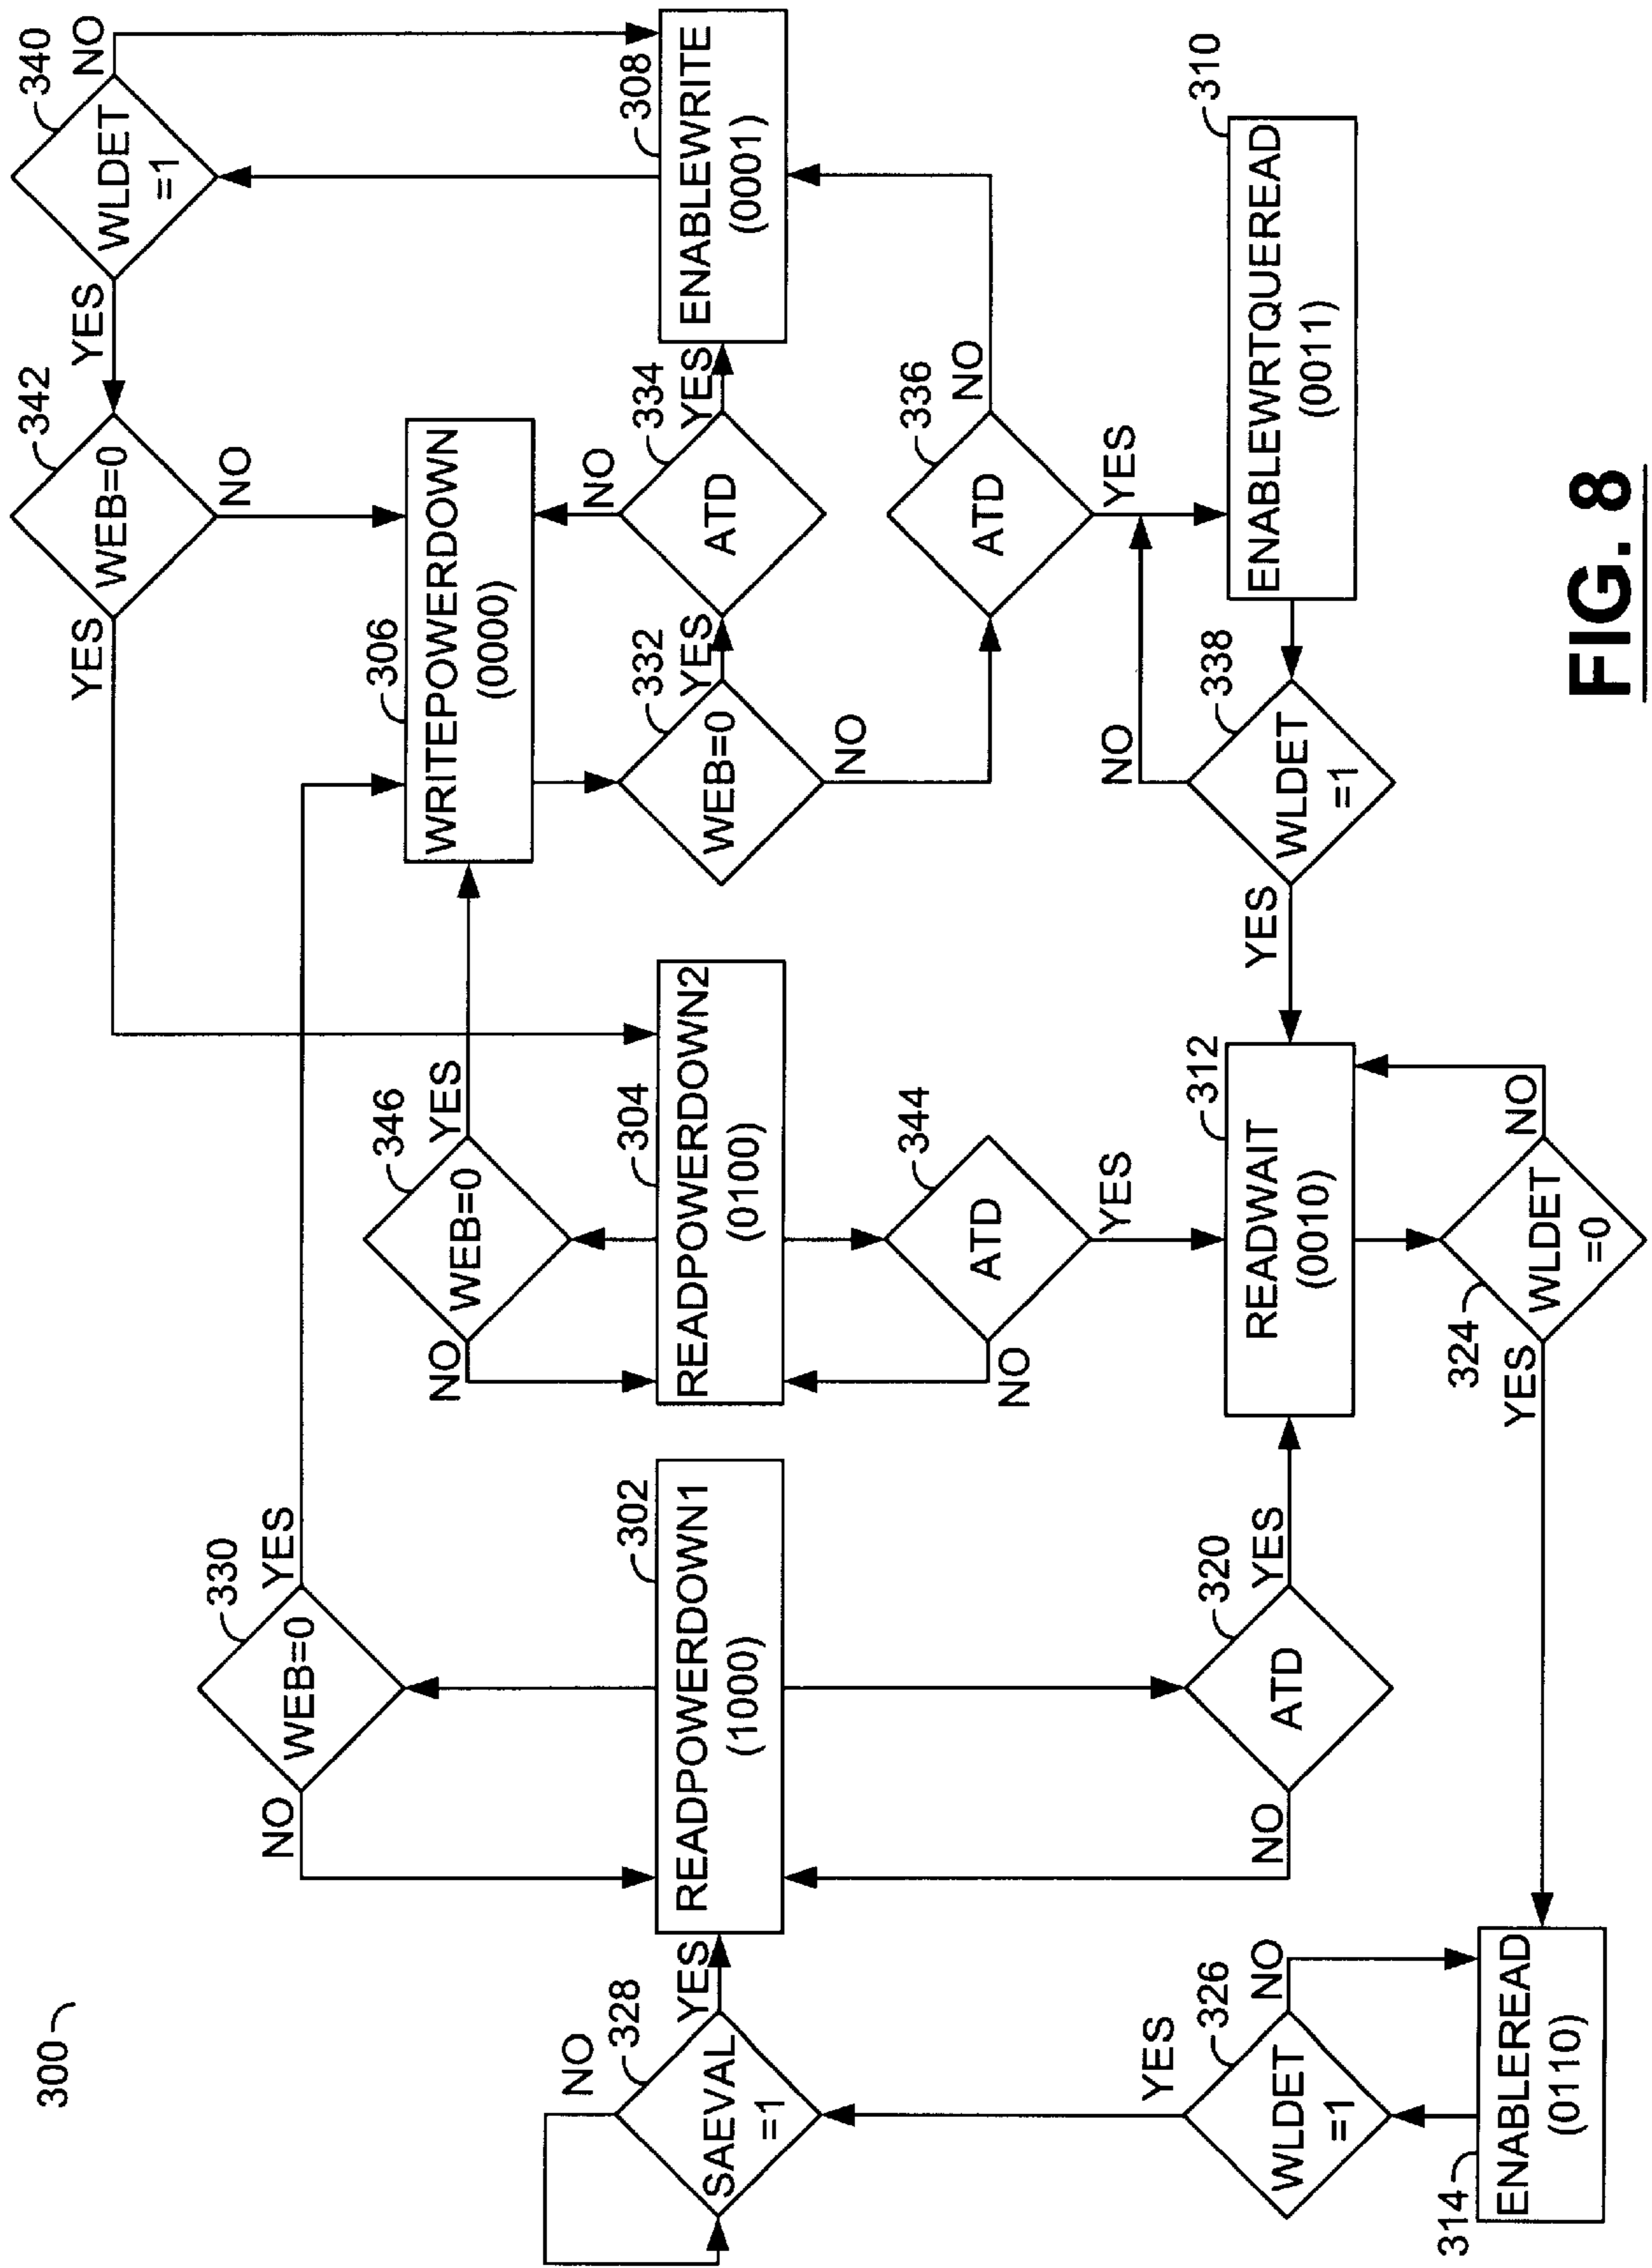 300
NO
328
SAEVAL
=1
YES
NO
330
WEB=0
YES
302
READPOWERDOWN1
(1000)
NO
320
ATD
YES
YES
326
WLDET
=1
NO
314
ENABLEREAD
(0110)
346
WEB=0
YES
NO
304
READPOWERDOWN2
(0100)
344
ATD
NO
YES
312
READWAIT
(0010)
324
WLDET
=0
YES
NO
YES
342
WEB=0
YES
NO
340
WLDET
=1
NO
306
WRITEPOWERDOWN
(0000)
308
ENABLEWRITE
(0001)
332
WEB=0
YES
NO
334
ATD
NO
YES
336
ATD
NO
YES
310
ENABLEWRTQUEREAD
(0011)
338
WLDET
=1
NO
YES
FIG. 8